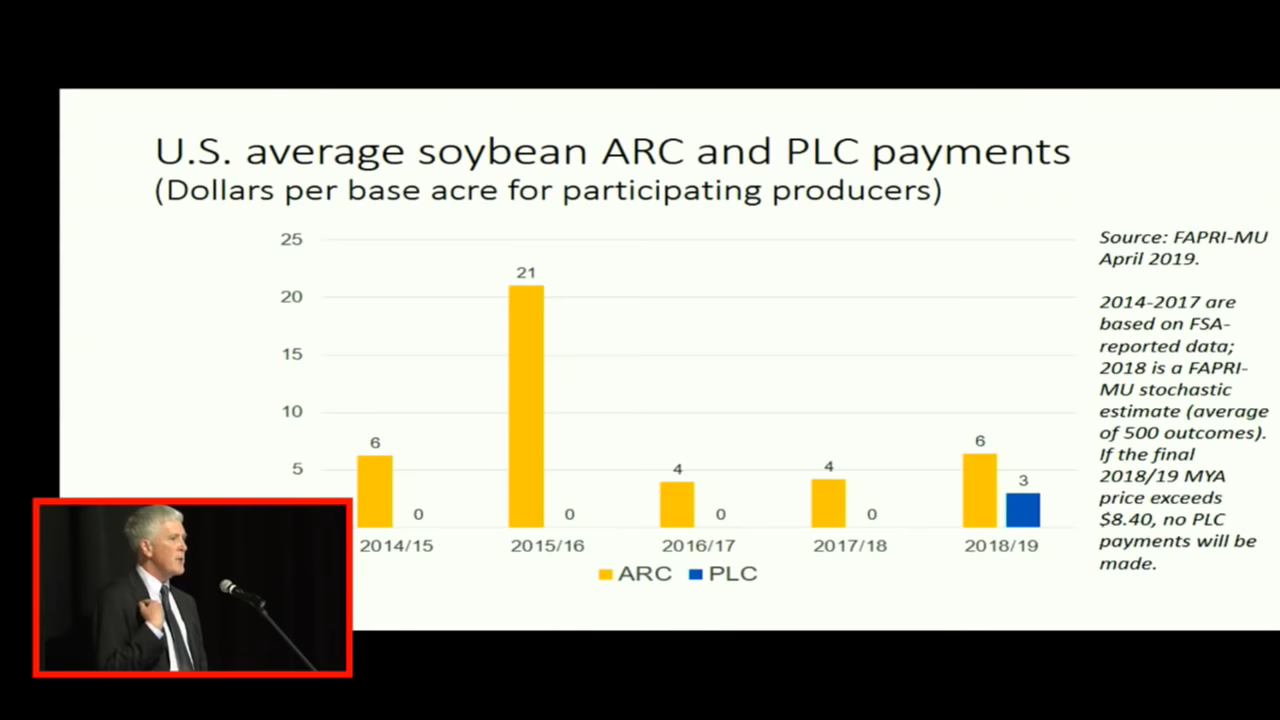 U.S. average soybean ARC and PLC payments
(Dollars per base acre for participating producers)
25
20
15
10
5
6
0
21
0
4
0
4
0
6
3
2014/15
2015/16
2016/17
2017/18
2018/19
ARC
PLC
Source: FAPRI-MU
April 2019.
2014-2017 are
based on FSA-
reported data;
2018 is a FAPRI-
MU stochastic
estimate (average
of 500 outcomes).
If the final
2018/19 MYA
price exceeds
$8.40, no PLC
payments will be
made.